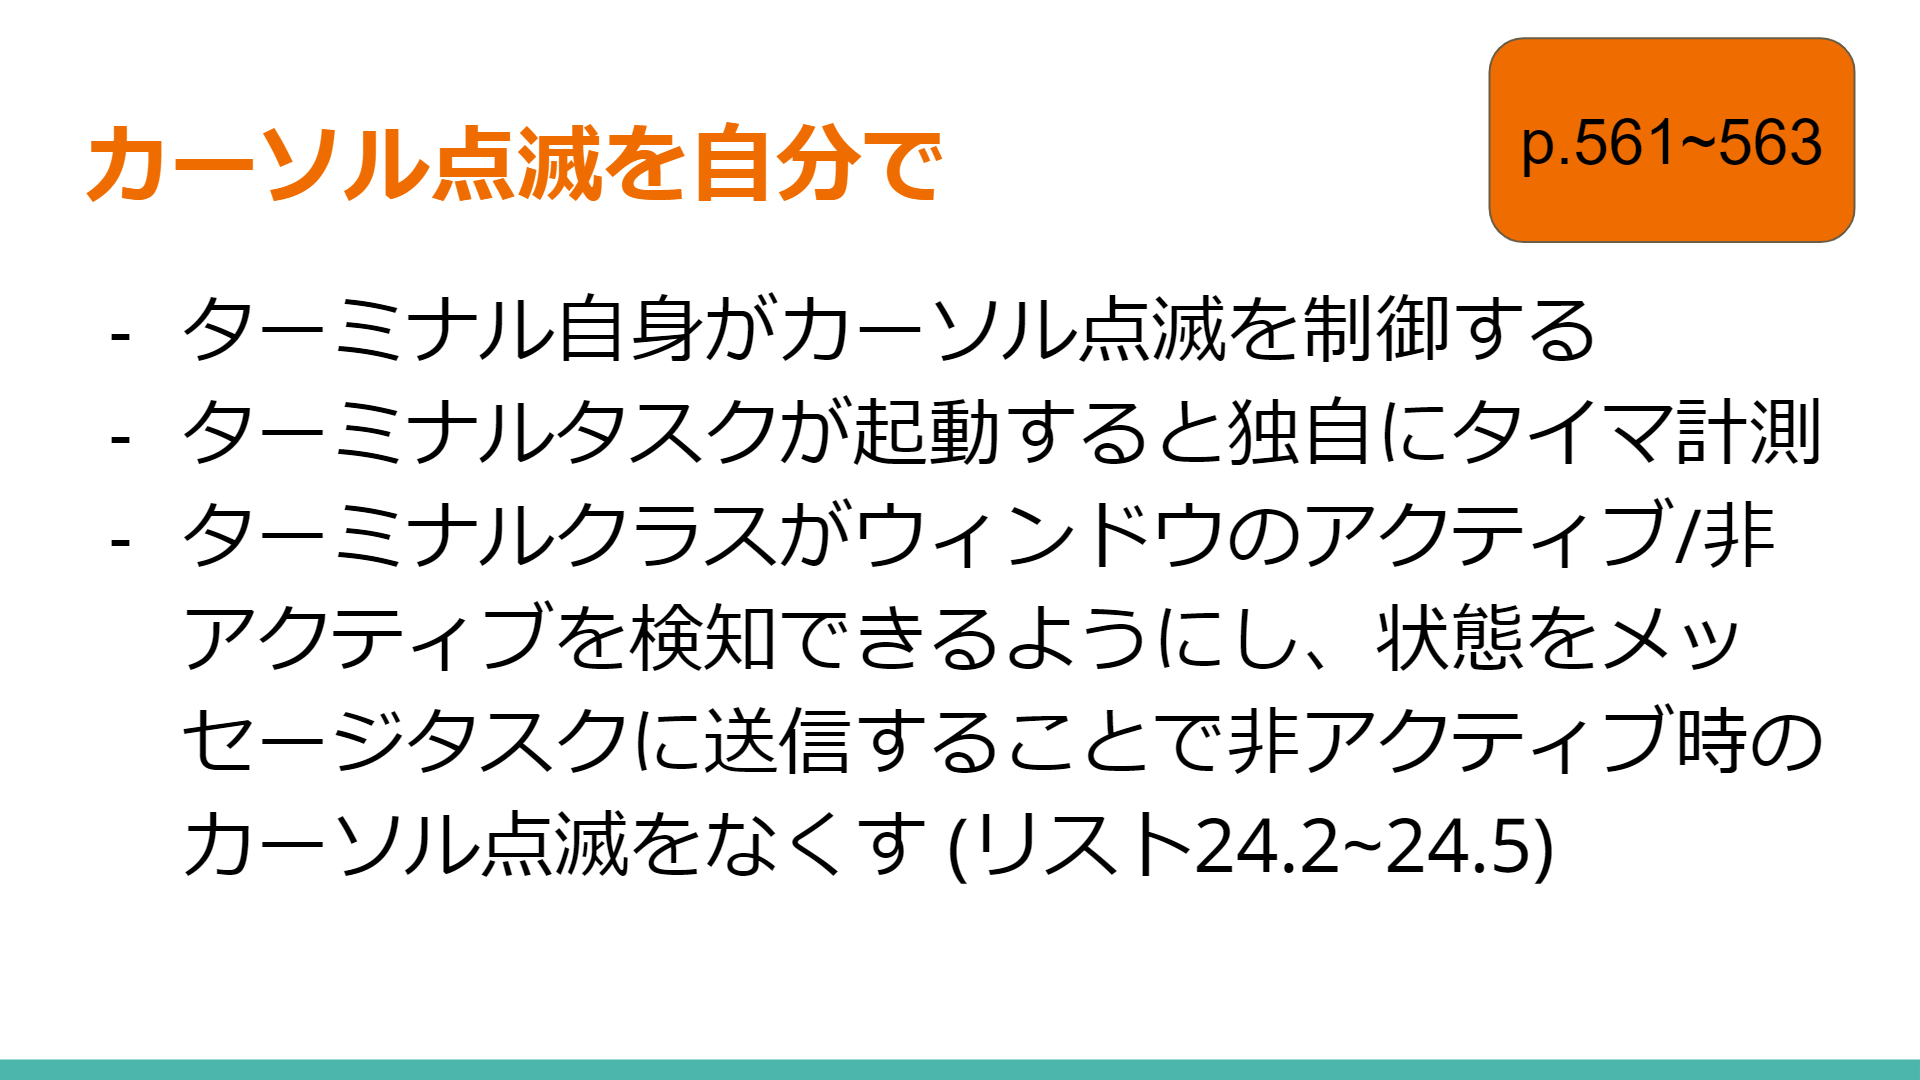 カーソル点滅を自分で
p.561~563
- ターミナル自身がカーソル点滅を制御する
- ターミナルタスクが起動すると独自にタイマ計測
- ターミナルクラスがウィンドウのアクティブ/非
アクティブを検知できるようにし、状態をメッ
セージタスクに送信することで非アクティブ時の
カーソル点滅をなくす (リスト24.2~24.5)